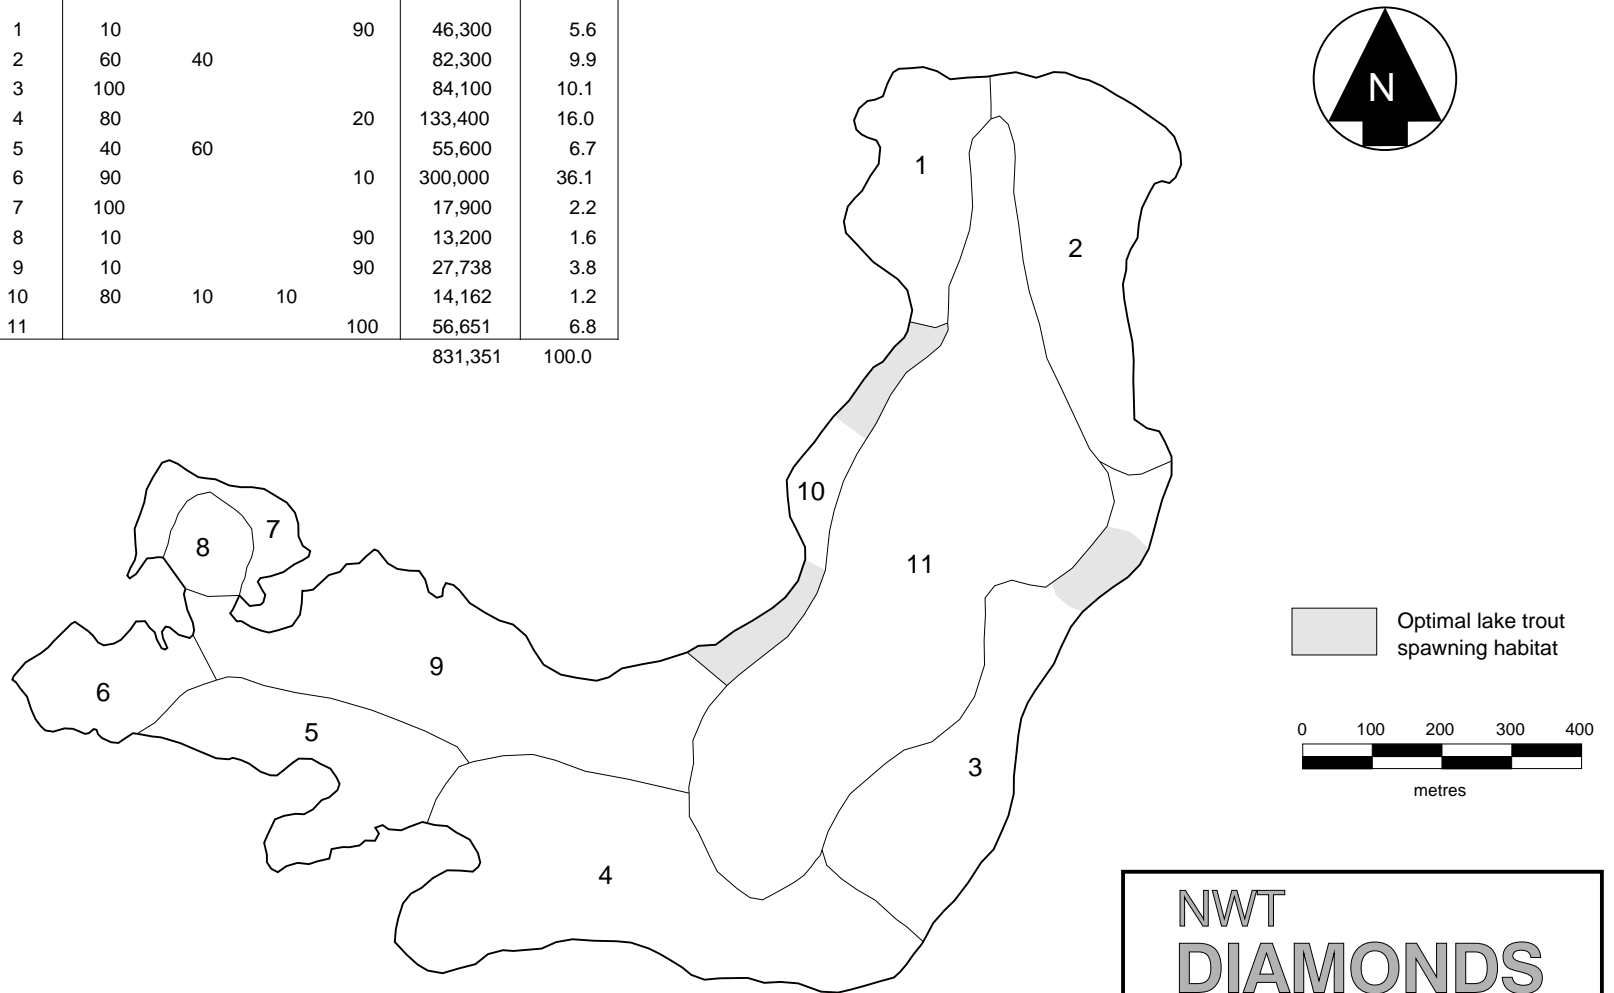 1 10 90 46,300 5.6
2 60 40 82,300 9.9
3 100 84,100 10.1
4 80 20 133,400 16.0
5 40 60 55,600 6.7
6 90 10 300,000 36.1
7 100 17,900 2.2
8 10 90 13,200 1.6
9 10 90 27,738 3.8
10 80 10 10 14,162 1.2
11 100 56,651 6.8
831,351 100.0
N
1
2
10
7
8
11
9
6
5
3
4
Optimal lake trout
spawning habitat
0 100 200 300 400
metres
NWT
DIAMONDS